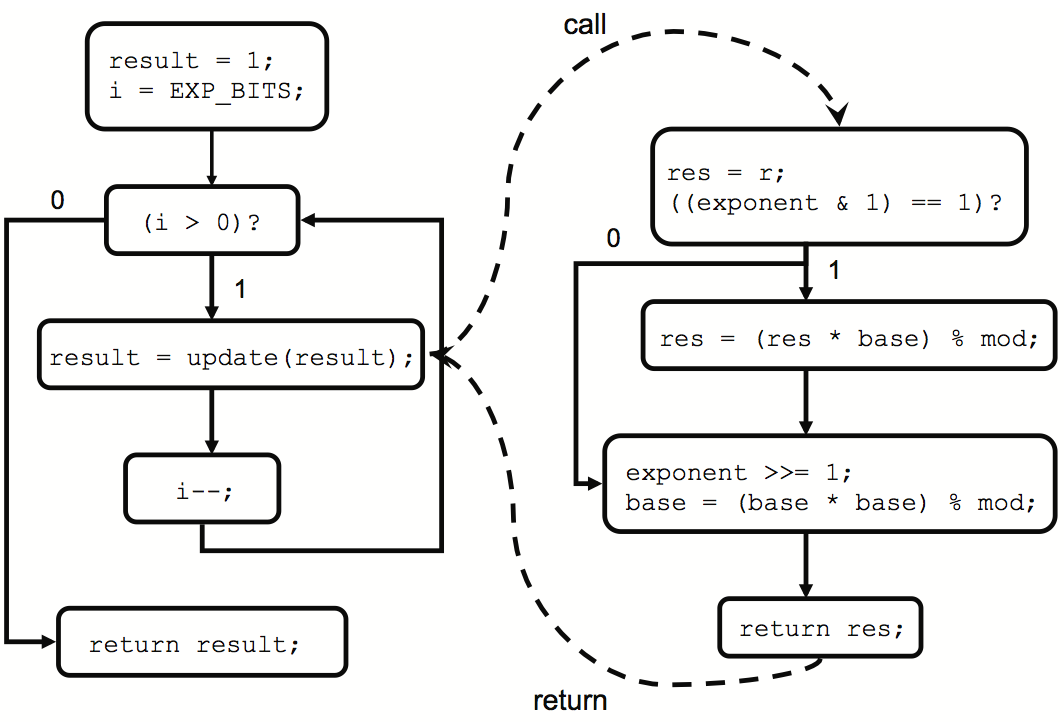 call
result = 1;
i = EXP_BITS;
res = r;
((exponent & 1) == 1)?
0
(i > 0)?
0
1
1
res = (res * base) % mod;
result = update(result);
exponent >>= 1;
base = (base * base) % mod;
i--;
return res;
return result;
return